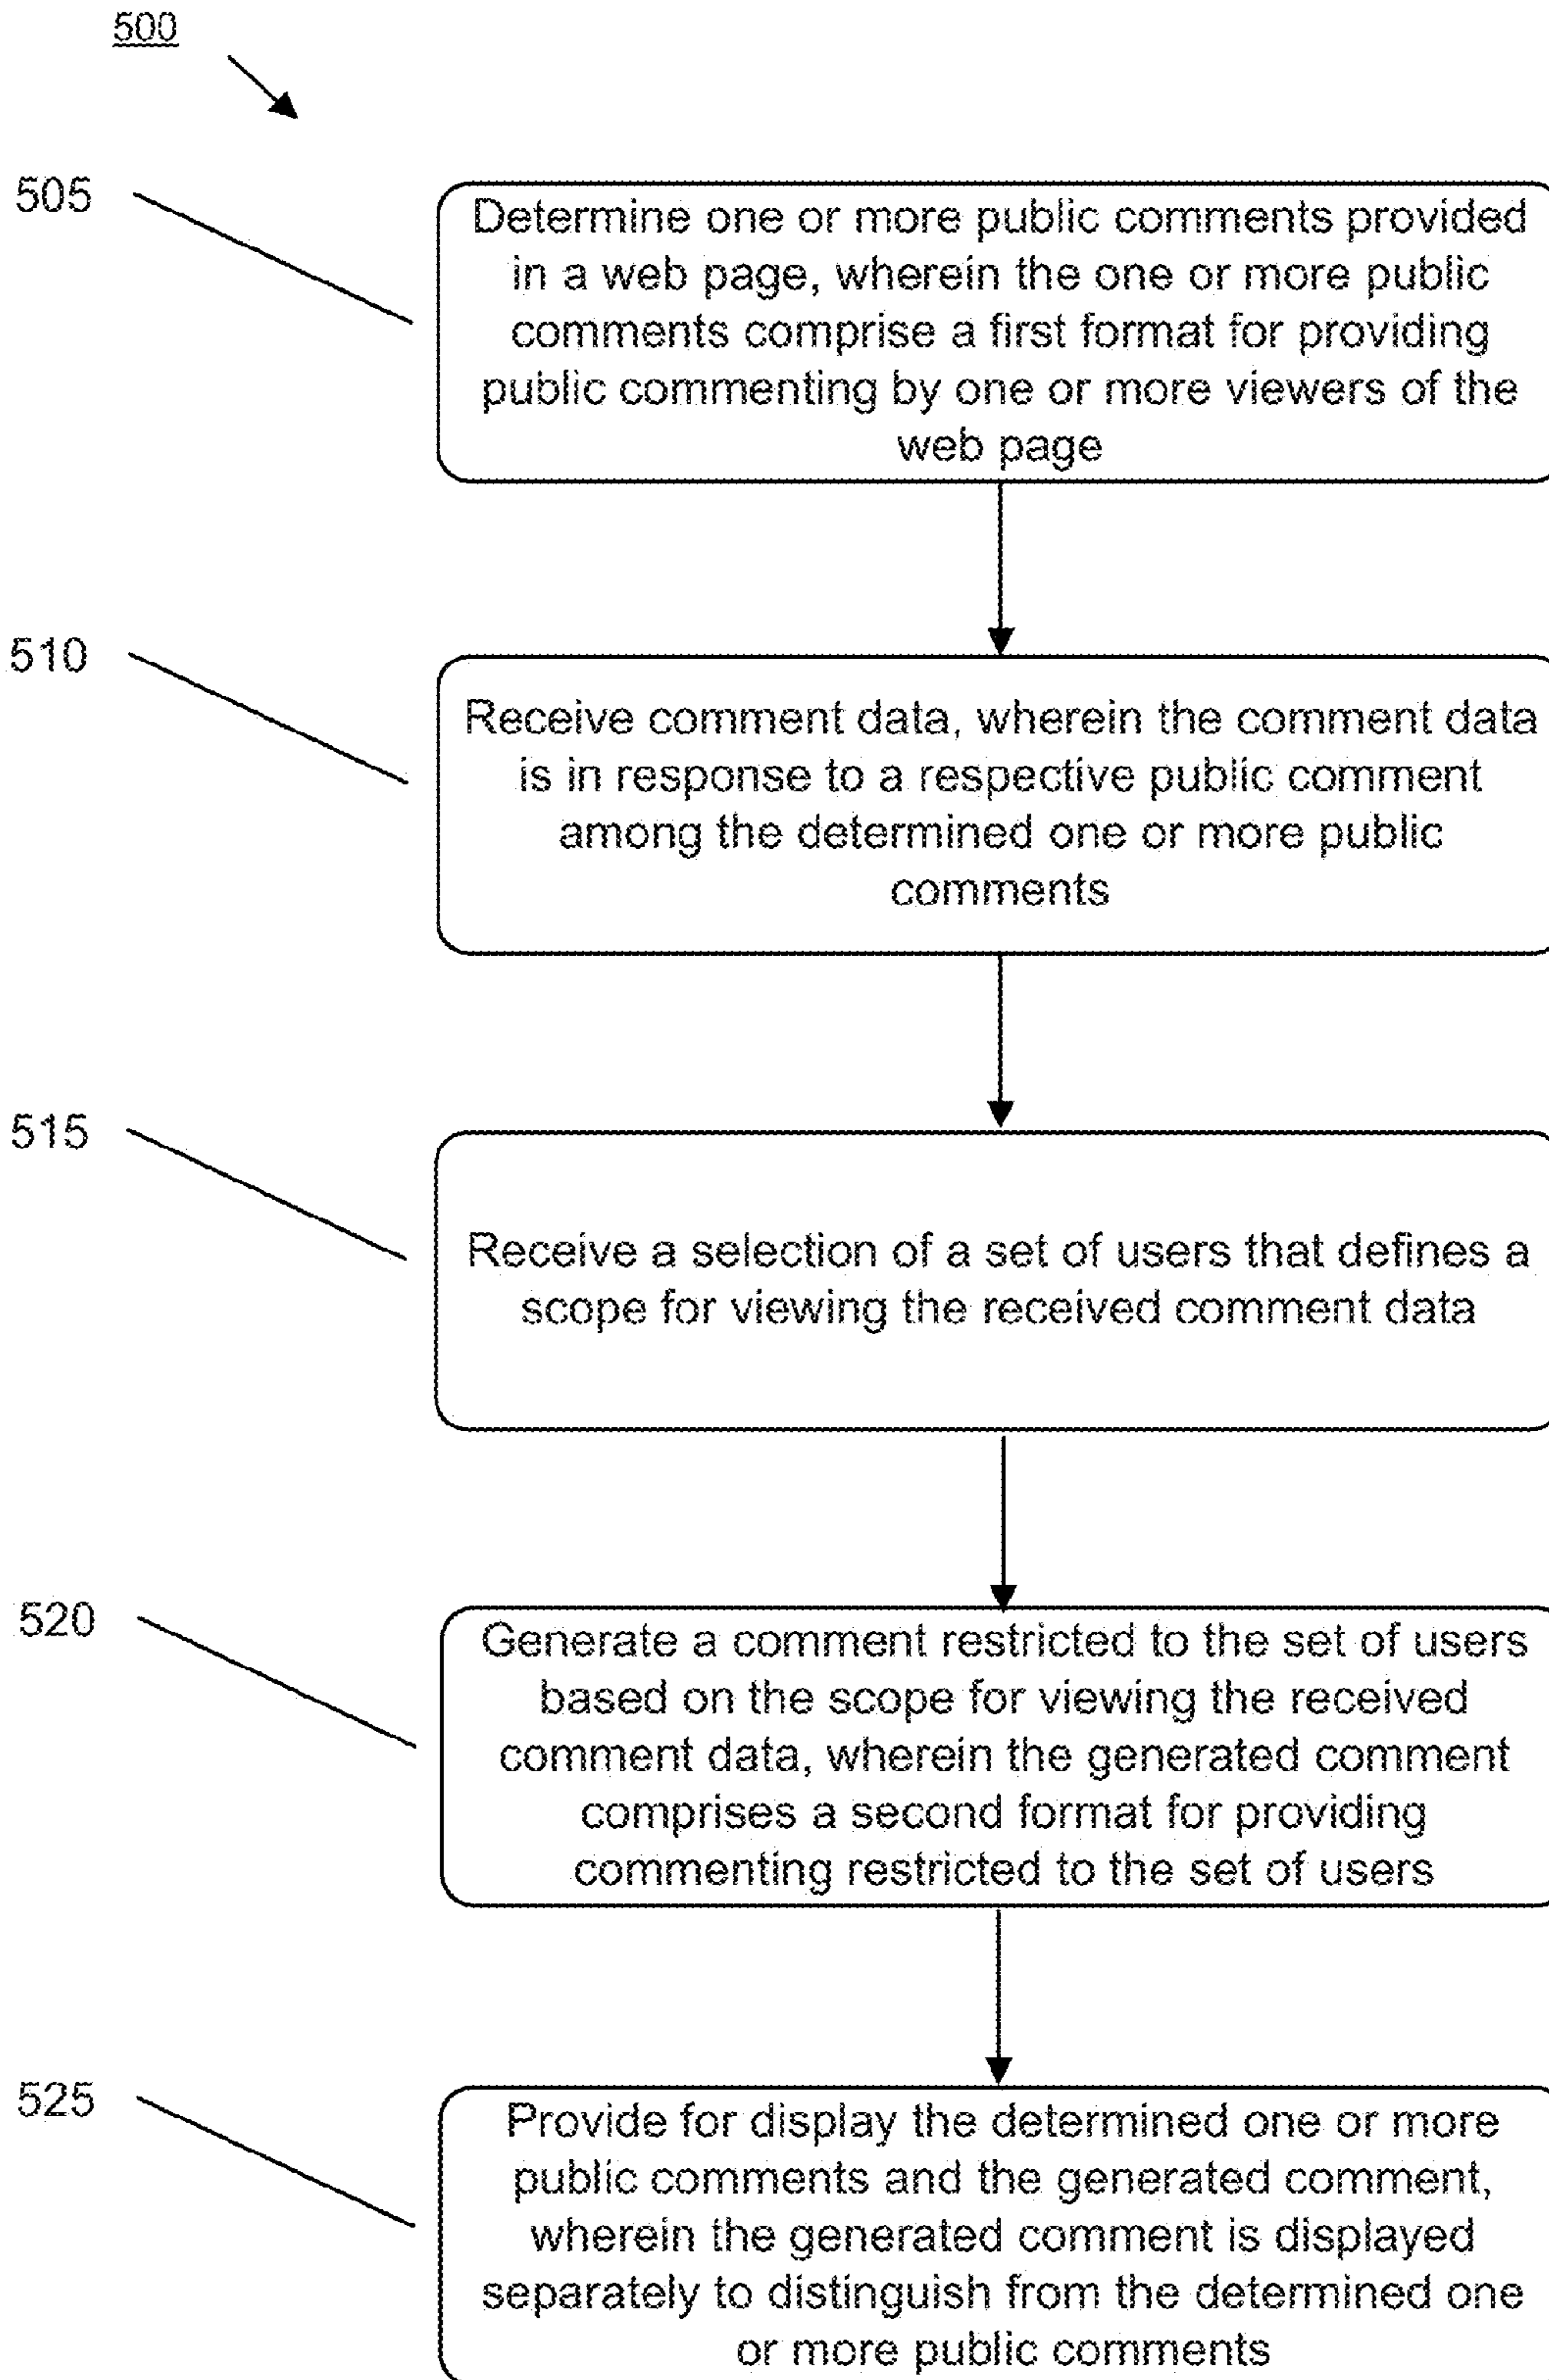 500
505
Determine one or more public comments provided
in a web page, wherein the one or more public
comments comprise a first format for providing
public commenting by one or more viewers of the
web page
510
Receive comment data, wherein the comment data
is in response to a respective public comment
among the determined one or more public
comments
515
Receive a selection of a set of users that defines a
scope for viewing the received comment data
520
Generate a comment restricted to the set of users
based on the scope for viewing the received
comment data, wherein the generated comment
comprises a second format for providing
commenting restricted to the set of users
525
Provide for display the determined one or more
public comments and the generated comment,
wherein the generated comment is displayed
separately to distinguish from the determined one
or more public comments